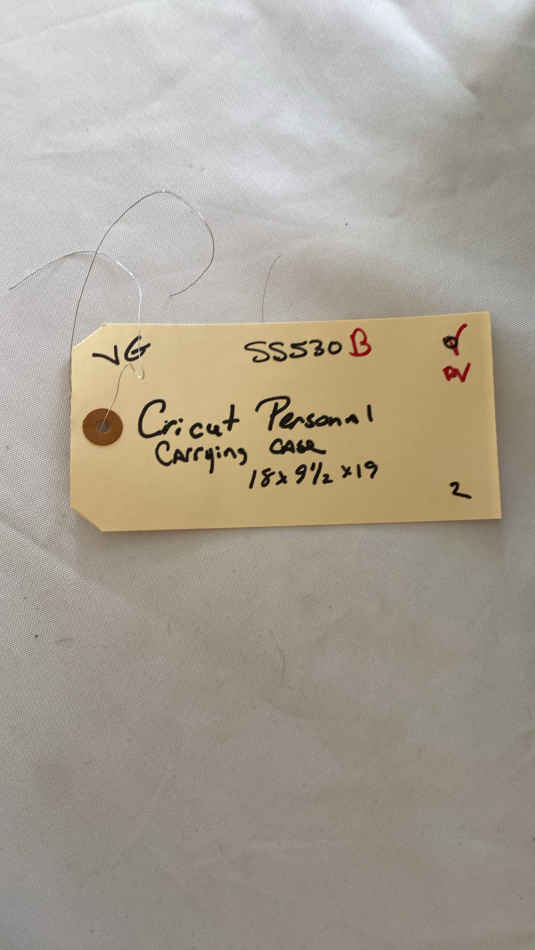 VG SS530B
Cricut Personal
Carrying Case
18x9½x19
2